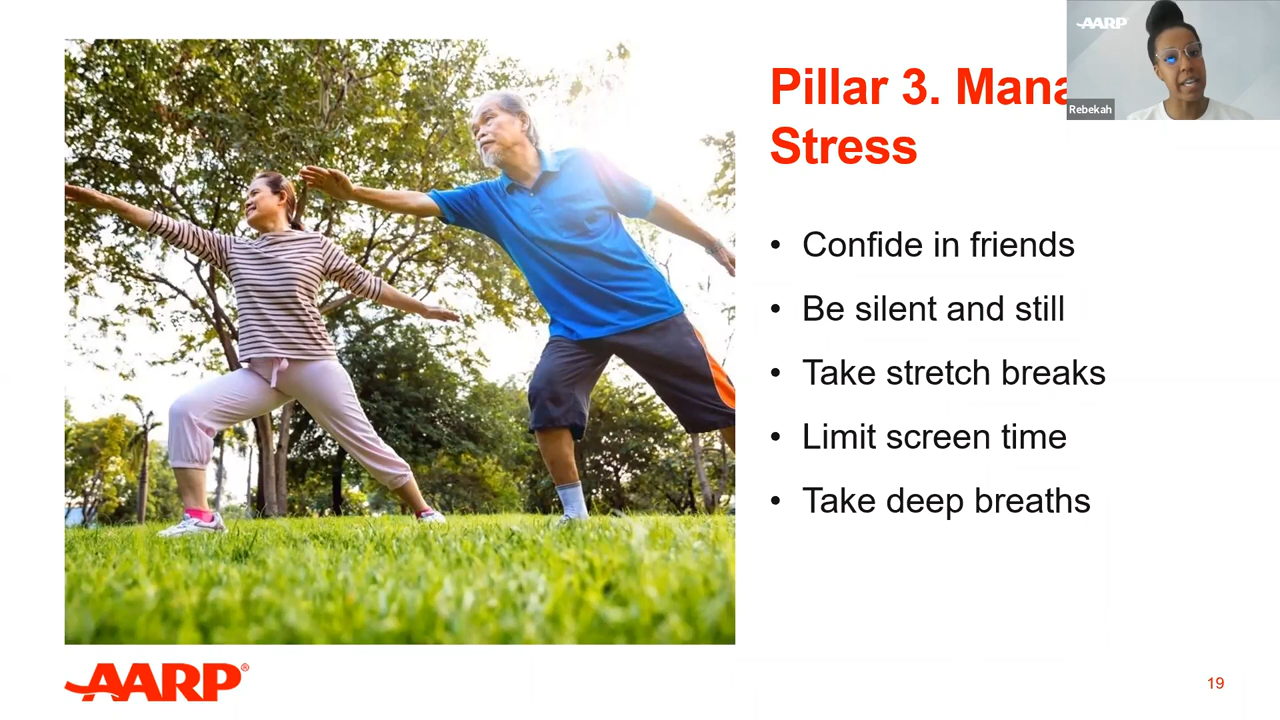 AARP
Pillar 3. Mana
Rebekah
Stress
• Confide in friends
• Be silent and still
• Take stretch breaks
• Limit screen time
• Take deep breaths
AARP®
19